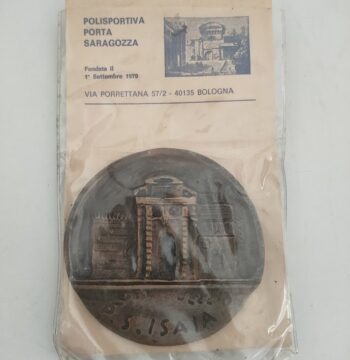 POLISPORTIVA
PORTA
SARAGOZZA
Fondata il
1° Settembre 1970
VIA PORRETTANA 57/2 - 40135 BOLOGNA
S. ISAIA